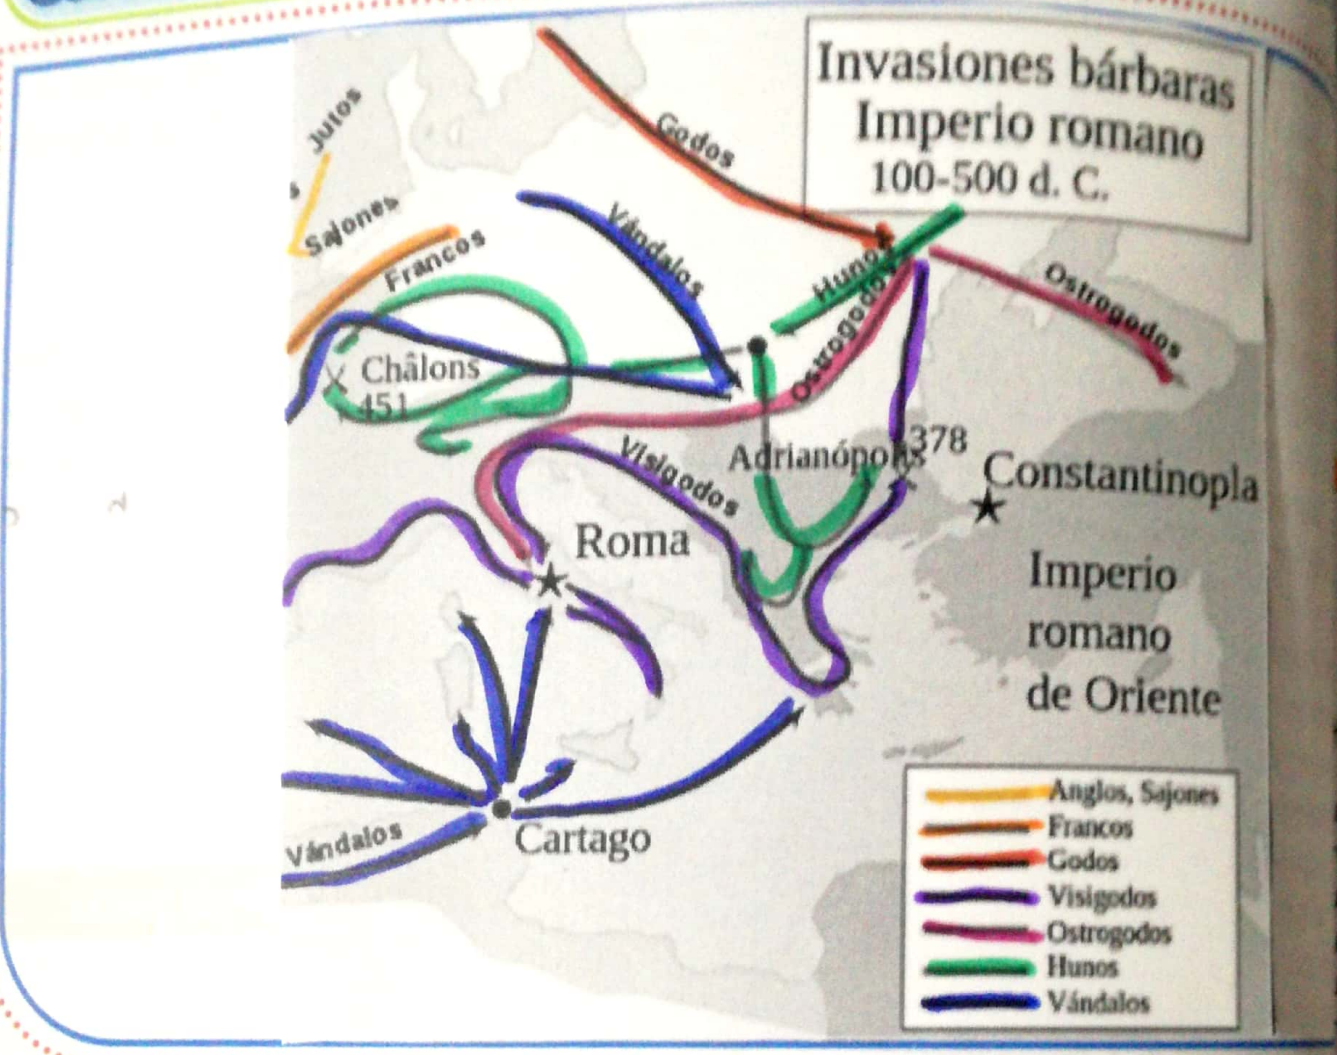 Invasiones bárbaras
Imperio romano
100-500 d. C.
Jutos
Sajones
Francos
Godos
Vándalos
Hunos
Ostrogodos
Ostrogodos
Châlons
451
Visigodos
Adrianópolis
378
Constantinopla
Roma
Imperio
romano
de Oriente
Vándalos
Cartago
Anglos, Sajones
Francos
Godos
Visigodos
Ostrogodos
Hunos
Vándalos